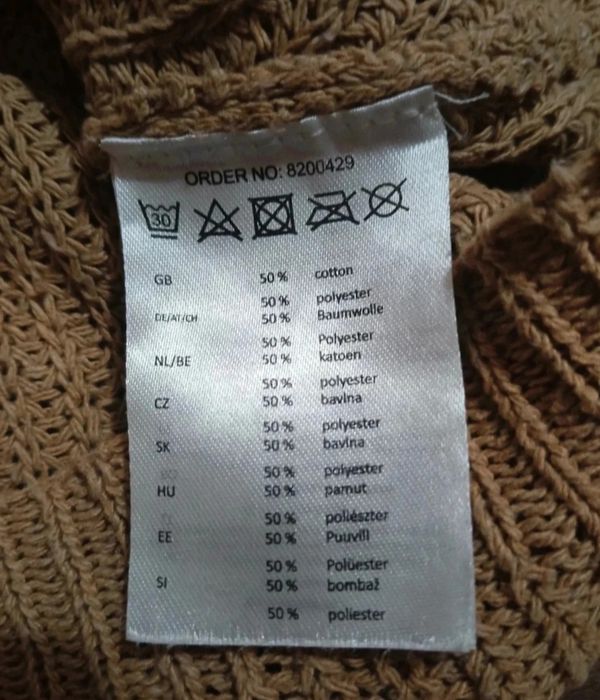 ORDER NO: 8200429
30
GB 50 % cotton
50 % polyester
DE/AT/CH 50 % Baumwolle
50 % Polyester
NL/BE 50 % katoen
50 % polyester
CZ 50 % bavlna
50 % polyester
SK 50 % bavlna
50 % polyester
HU 50 % pamut
50 % poliészter
EE 50 % Puuvill
50 % Polüester
SI 50 % bombaž
50 % poliester